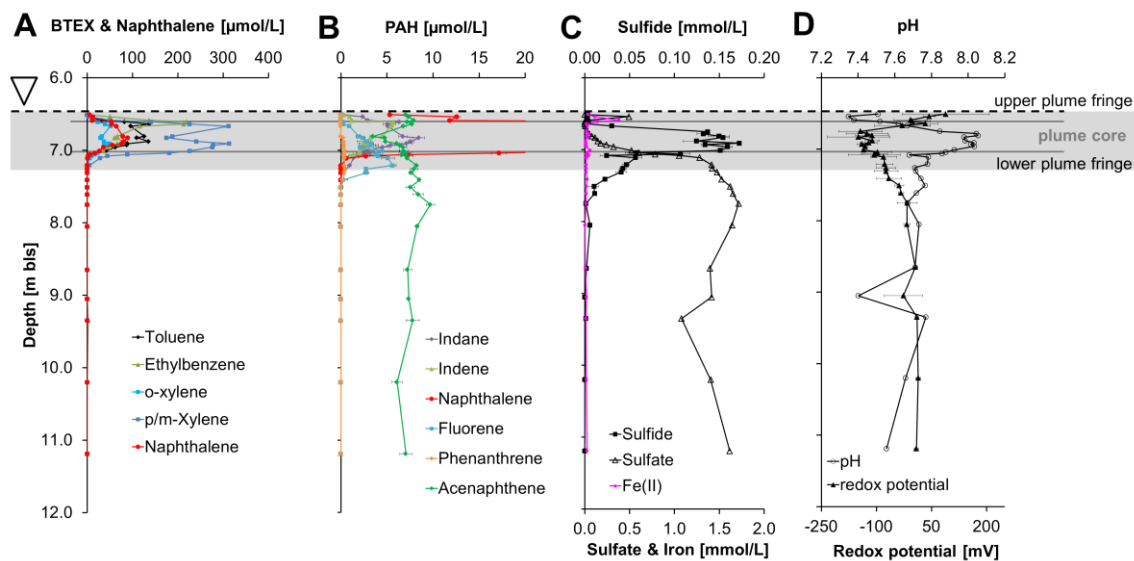 A BTEX & Naphthalene [µmol/L]
0 100 200 300 400
B PAH [µmol/L]
0 5 10 15 20
C Sulfide [mmol/L]
0.00 0.05 0.10 0.15 0.20
D pH
7.2 7.4 7.6 7.8 8.0 8.2
Depth [m bls]
6.0
7.0
8.0
9.0
10.0
11.0
12.0
upper plume fringe
plume core
lower plume fringe
Toluene
Ethylbenzene
o-xylene
p/m-Xylene
Naphthalene
Indane
Indene
Naphthalene
Fluorene
Phenanthrene
Acenaphthene
Sulfide
Sulfate
Fe(II)
0.0 0.5 1.0 1.5 2.0
Sulfate & Iron [mmol/L]
pH
redox potential
-250 -100 50 200
Redox potential [mV]